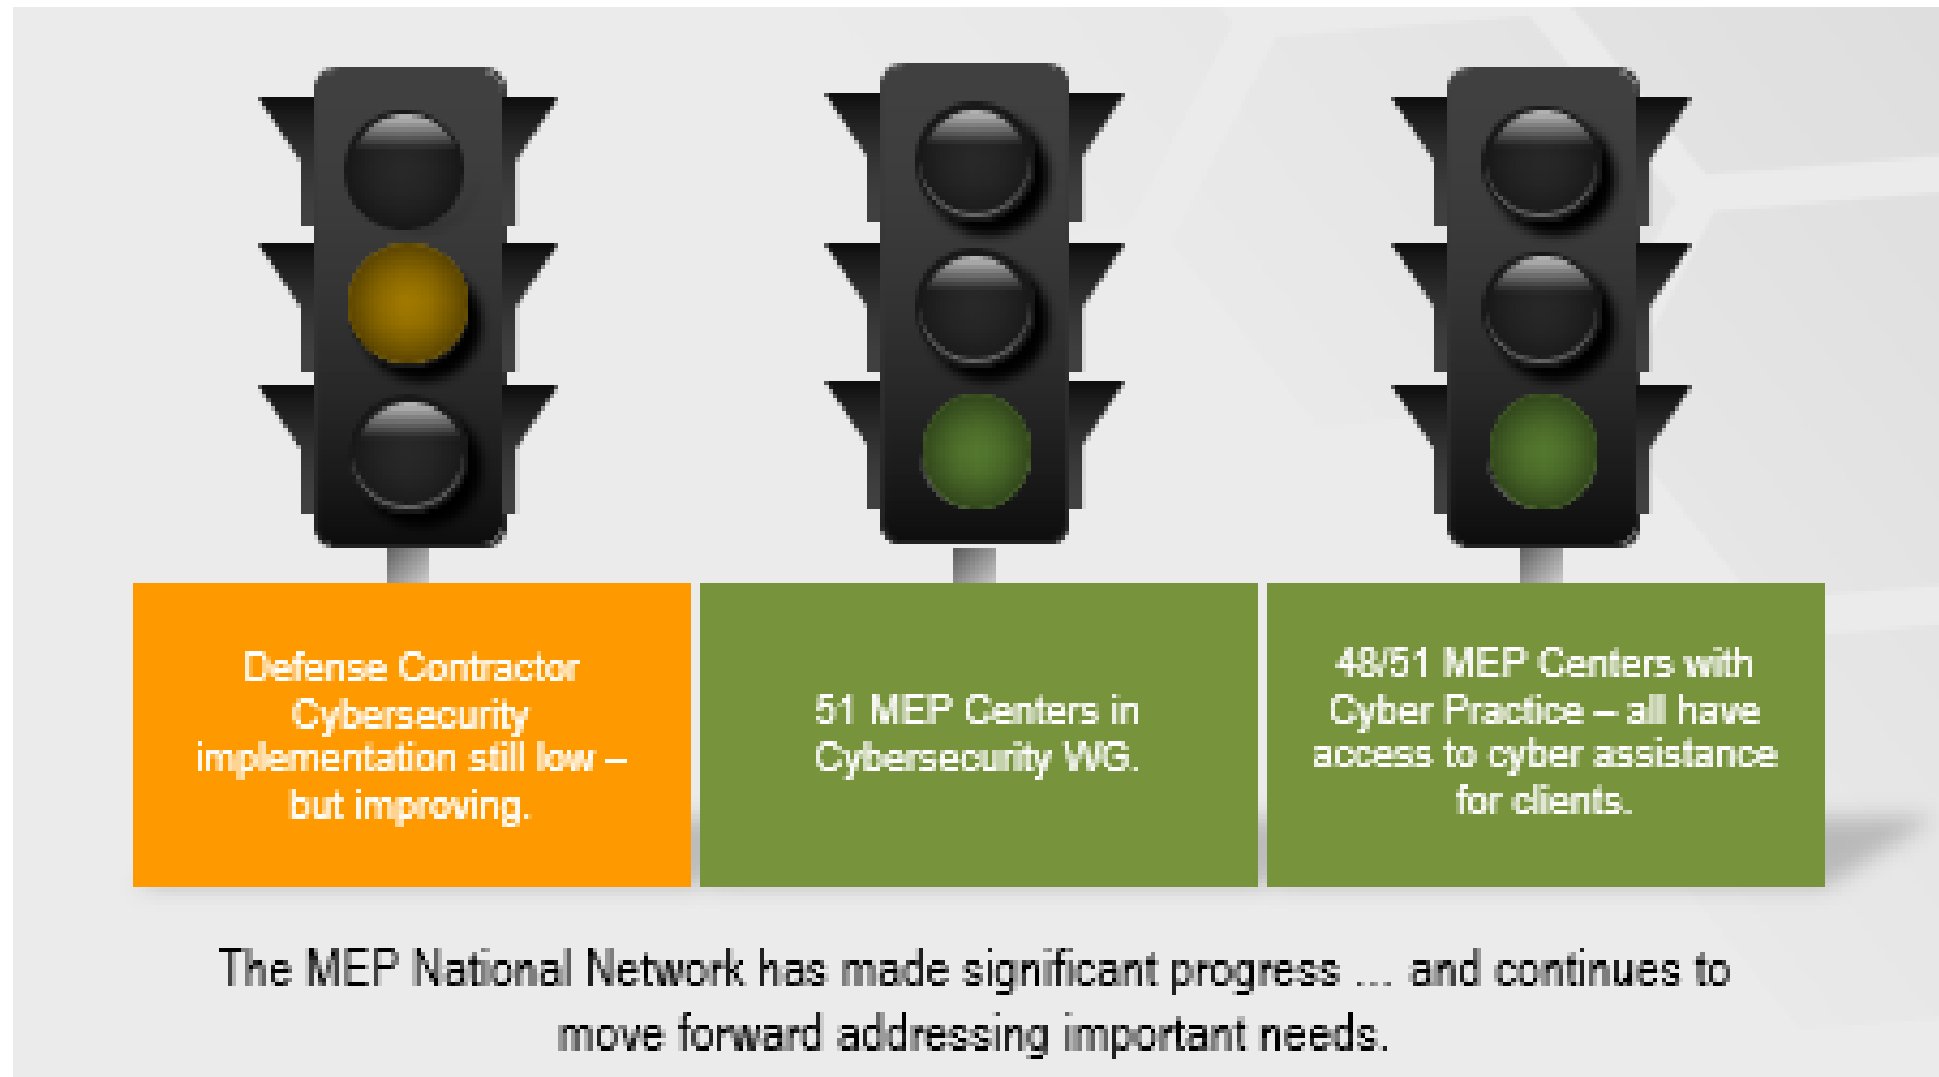 Defense Contractor
Cybersecurity
implementation still low –
but improving.
51 MEP Centers in
Cybersecurity WG.
48/51 MEP Centers with
Cyber Practice – all have
access to cyber assistance
for clients.
The MEP National Network has made significant progress ... and continues to
move forward addressing important needs.